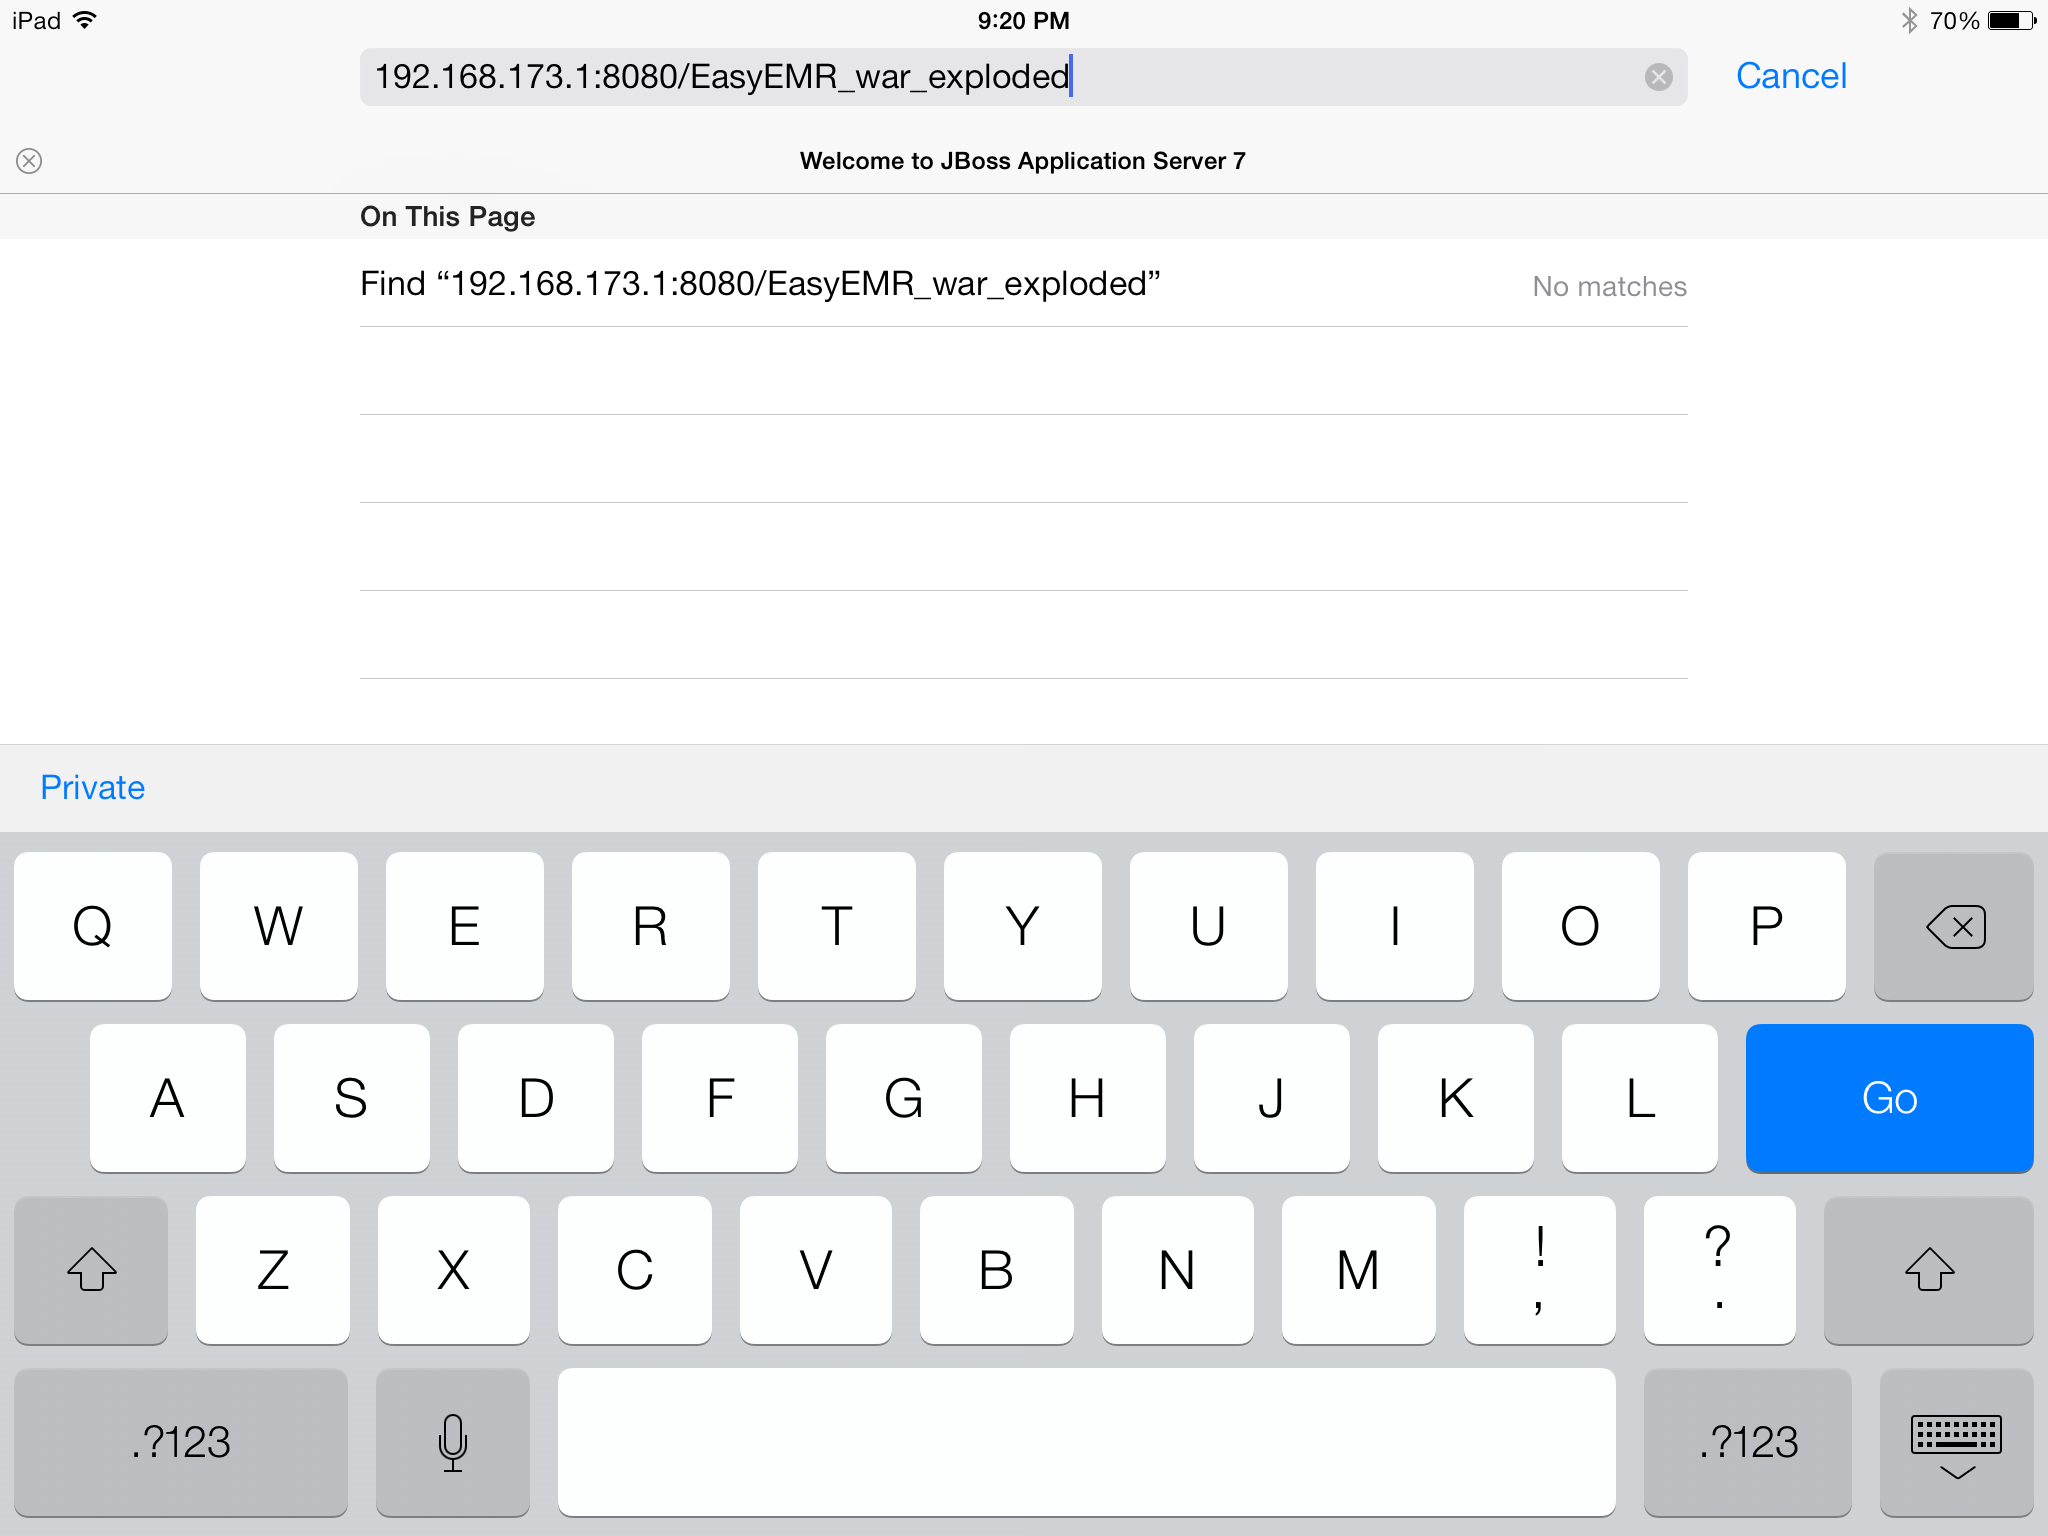 iPad 9:20 PM 70%
192.168.173.1:8080/EasyEMR_war_exploded Cancel
Welcome to JBoss Application Server 7
On This Page
Find “192.168.173.1:8080/EasyEMR_war_exploded” No matches
Private
Q W E R T Y U I O P
A S D F G H J K L Go
Z X C V B N M ! , ? .
.?123 .?123